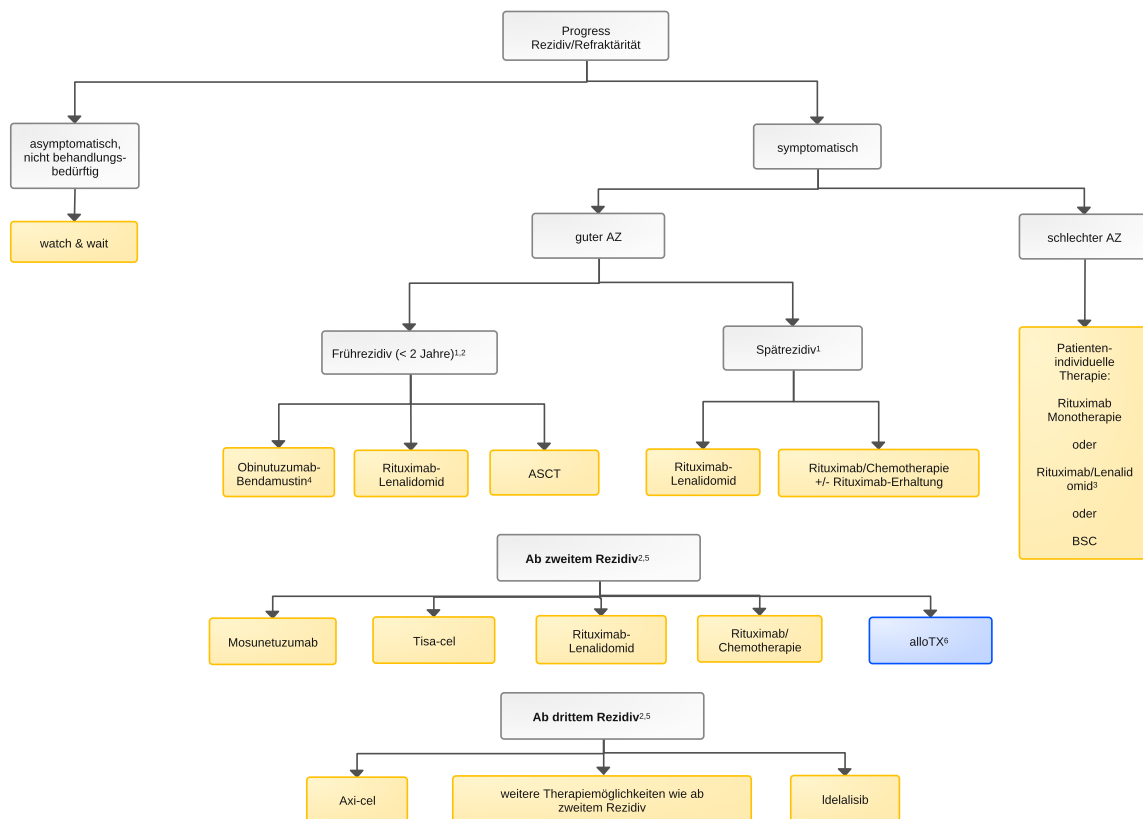 Progress
Rezidiv/Refraktärität
asymptomatisch,
nicht behandlungs-
bedürftig
symptomatisch
watch & wait
guter AZ
schlechter AZ
Frührezidiv (< 2 Jahre)1,2
Spätrezidiv1
Patienten-
individuelle
Therapie:
Rituximab
Monotherapie
oder
Rituximab/Lenalid
omid3
oder
BSC
Obinutuzumab-
Bendamustin4
Rituximab-
Lenalidomid
ASCT
Rituximab-
Lenalidomid
Rituximab/Chemotherapie
+/- Rituximab-Erhaltung
Ab zweitem Rezidiv2,5
Mosunetuzumab
Tisa-cel
Rituximab-
Lenalidomid
Rituximab/
Chemotherapie
alloTX6
Ab drittem Rezidiv2,5
Axi-cel
weitere Therapiemöglichkeiten wie ab
zweitem Rezidiv
Idelalisib